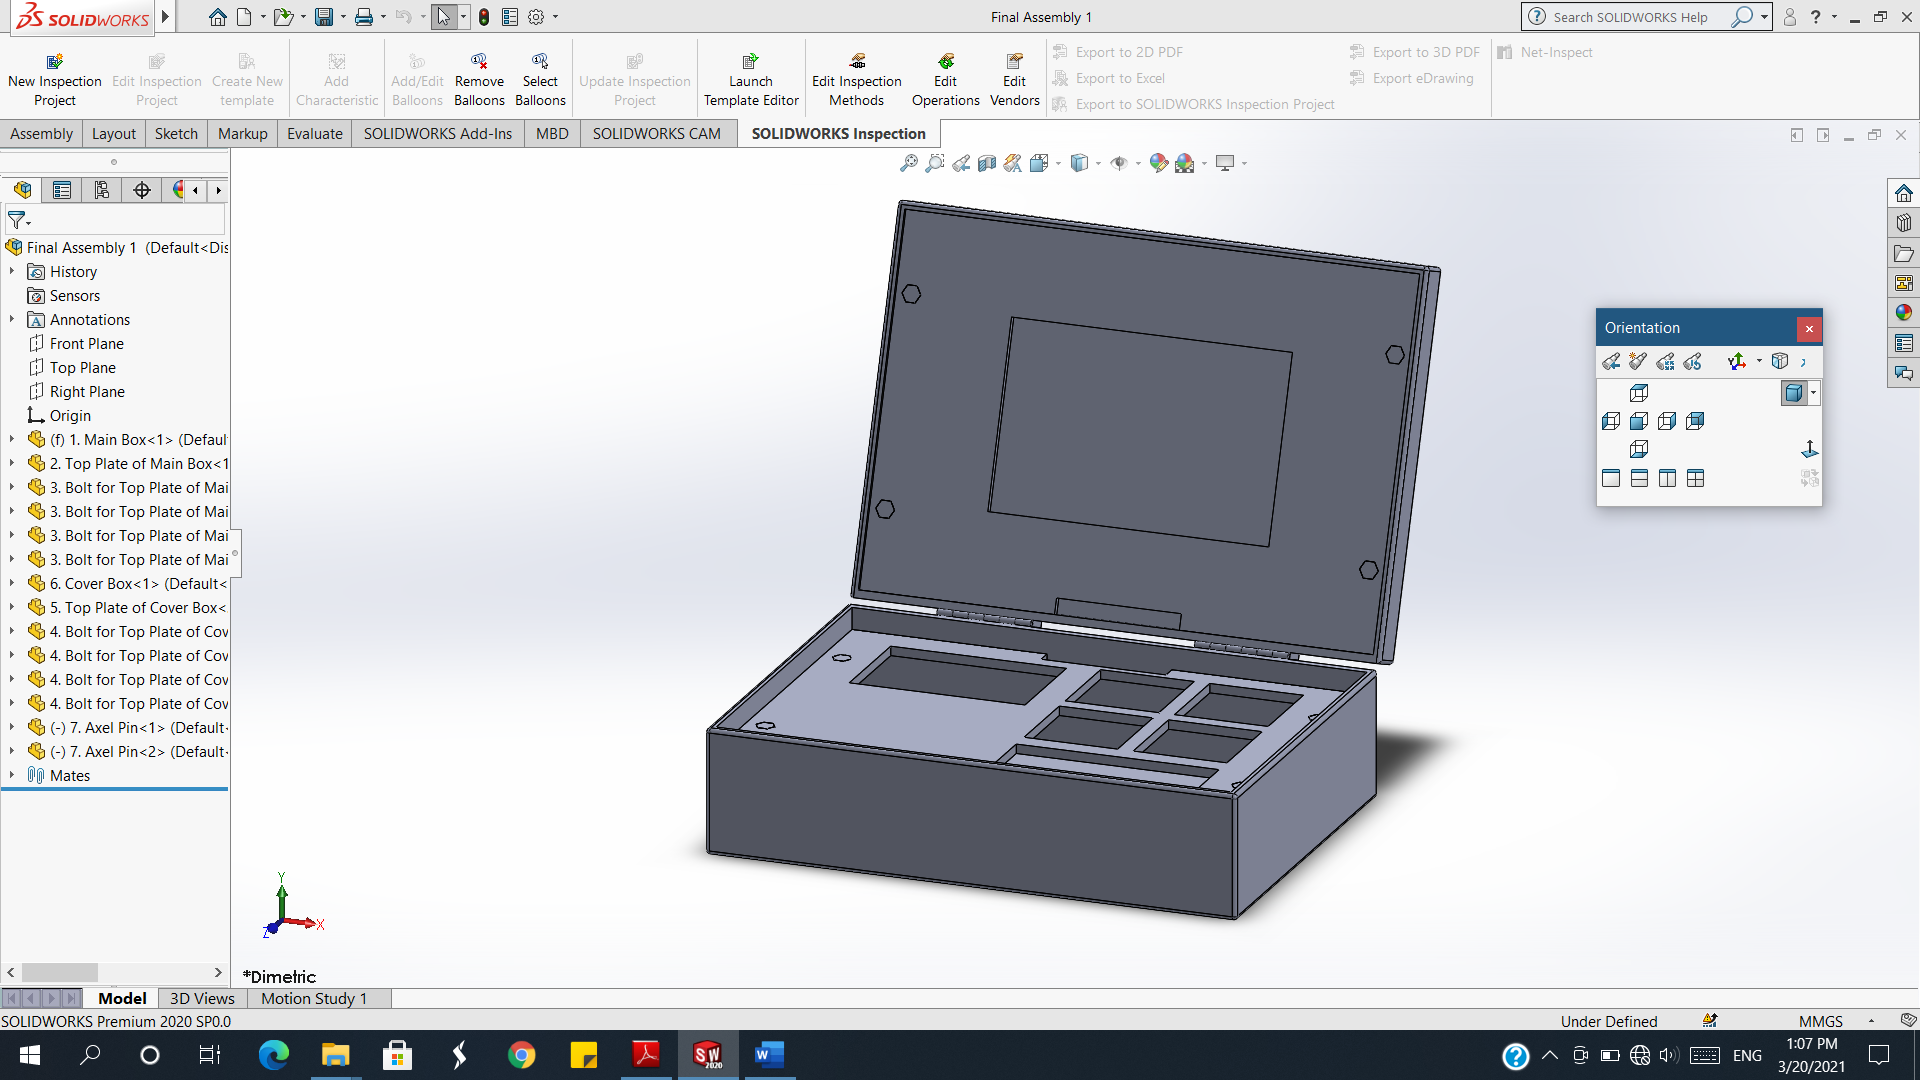 SOLIDWORKS
Final Assembly 1
Search SOLIDWORKS Help
New Inspection Project
Edit Inspection Project
Create New template
Add Characteristic
Add/Edit Balloons
Remove Balloons
Select Balloons
Update Inspection Project
Launch Template Editor
Edit Inspection Methods
Edit Operations
Edit Vendors
Export to 2D PDF
Export to Excel
Export to SOLIDWORKS Inspection Project
Export to 3D PDF
Export eDrawing
Net-Inspect
Assembly
Layout
Sketch
Markup
Evaluate
SOLIDWORKS Add-Ins
MBD
SOLIDWORKS CAM
SOLIDWORKS Inspection
Final Assembly 1 (Default<Dis
History
Sensors
Annotations
Front Plane
Top Plane
Right Plane
Origin
(f) 1. Main Box<1> (Defaul
2. Top Plate of Main Box<1
3. Bolt for Top Plate of Mai
3. Bolt for Top Plate of Mai
3. Bolt for Top Plate of Mai
3. Bolt for Top Plate of Mai
6. Cover Box<1> (Default<
5. Top Plate of Cover Box<
4. Bolt for Top Plate of Cov
4. Bolt for Top Plate of Cov
4. Bolt for Top Plate of Cov
4. Bolt for Top Plate of Cov
(-) 7. Axel Pin<1> (Default
(-) 7. Axel Pin<2> (Default
Mates
Orientation
Y
X
Z
*Dimetric
Model
3D Views
Motion Study 1
SOLIDWORKS Premium 2020 SP0.0
Under Defined
MMGS
SW
2020
ENG
1:07 PM
3/20/2021